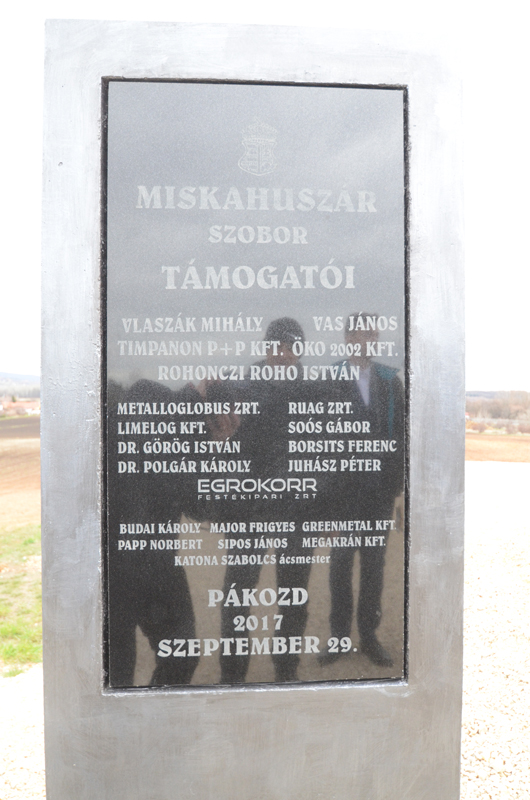 MISKAHUSZÁR
SZOBOR
TÁMOGATÓI
VLASZÁK MIHÁLY VAS JÁNOS
TIMPANON P+P KFT. ÖKO 2002 KFT.
ROHONCZI ROHO ISTVÁN
METALLOGLOBUS ZRT. RUAG ZRT.
LIMELOG KFT. SOÓS GÁBOR
DR. GÖRÖG ISTVÁN BORSITS FERENC
DR. POLGÁR KÁROLY JUHÁSZ PÉTER
EGROKORR
FESTÉKIPARI ZRT
BUDAI KÁROLY MAJOR FRIGYES GREENMETAL KFT.
PAPP NORBERT SIPOS JÁNOS MEGAKRÁN KFT.
KATONA SZABOLCS ácsmester
PÁKOZD
2017
SZEPTEMBER 29.